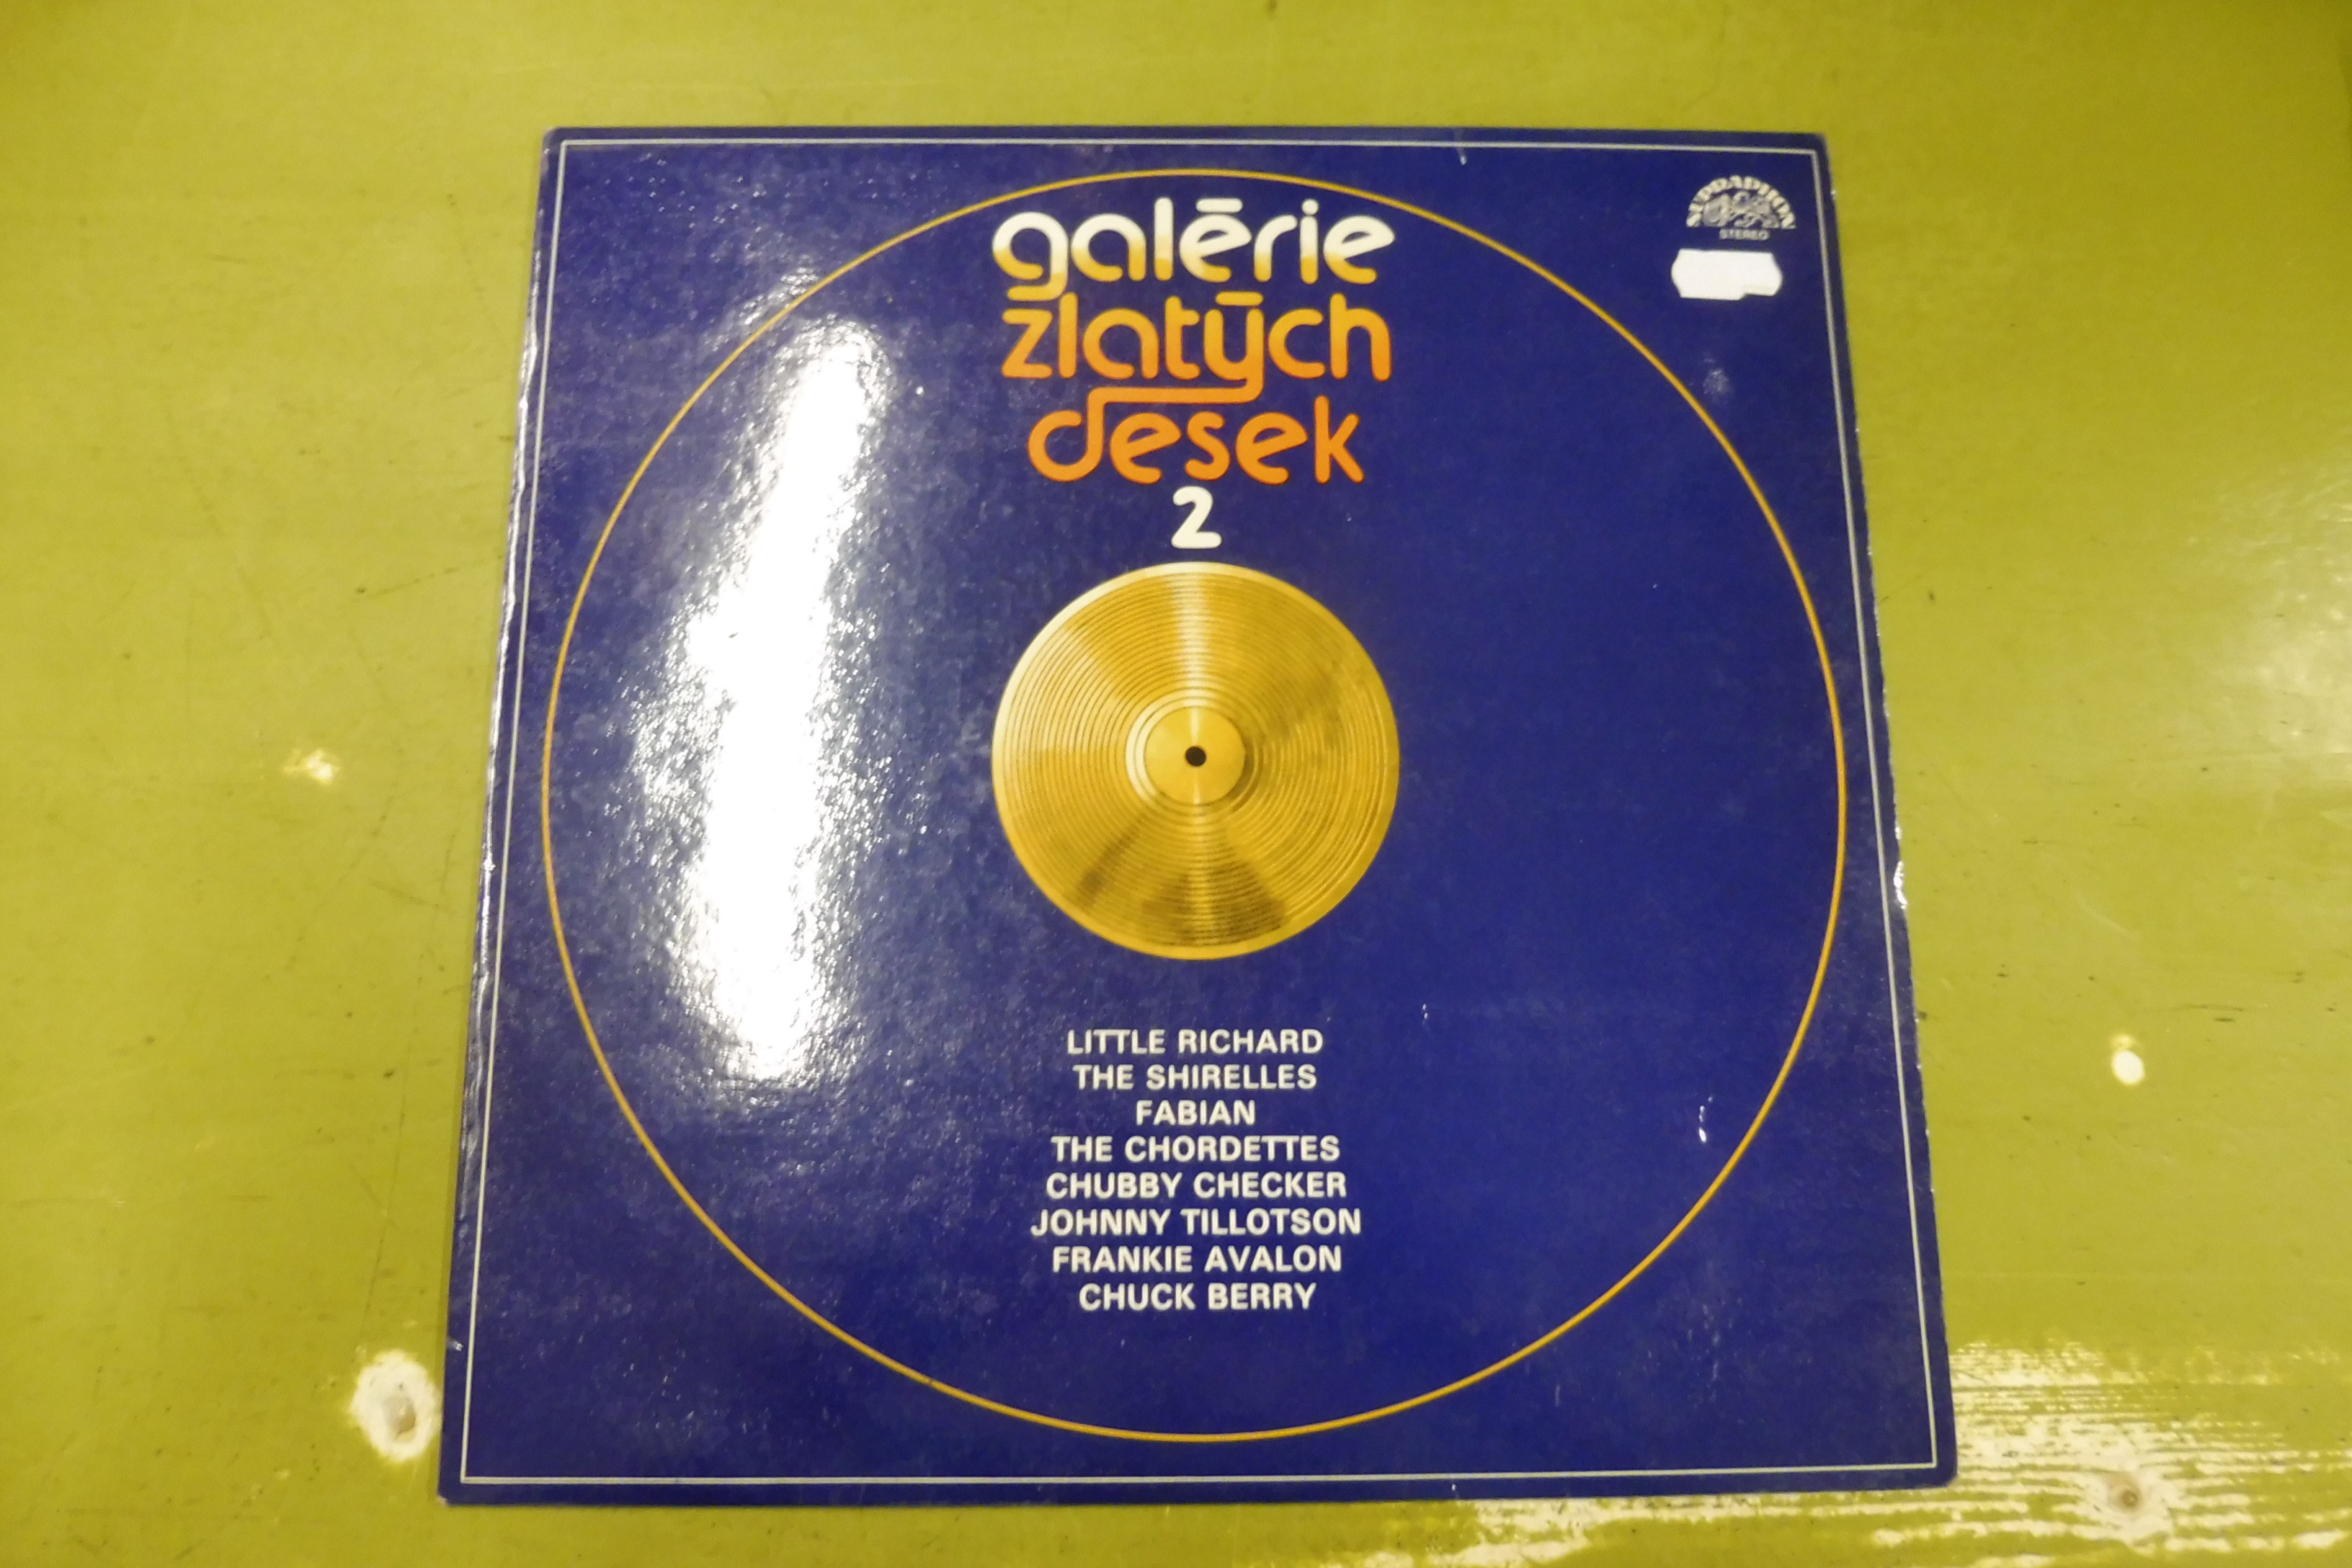 galērie
zlatȳch
desek
2
SUPRAPHON
STEREO
LITTLE RICHARD
THE SHIRELLES
FABIAN
THE CHORDETTES
CHUBBY CHECKER
JOHNNY TILLOTSON
FRANKIE AVALON
CHUCK BERRY